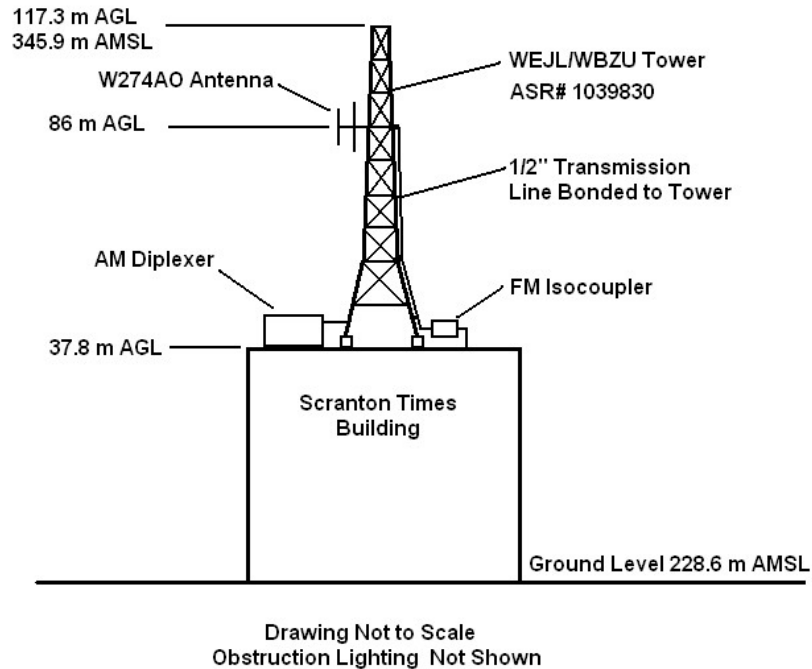 117.3 m AGL
345.9 m AMSL
W274AO Antenna
86 m AGL
WEJL/WBZU Tower
ASR# 1039830
1/2" Transmission
Line Bonded to Tower
AM Diplexer
FM Isocoupler
37.8 m AGL
Scranton Times
Building
Ground Level 228.6 m AMSL
Drawing Not to Scale
Obstruction Lighting Not Shown